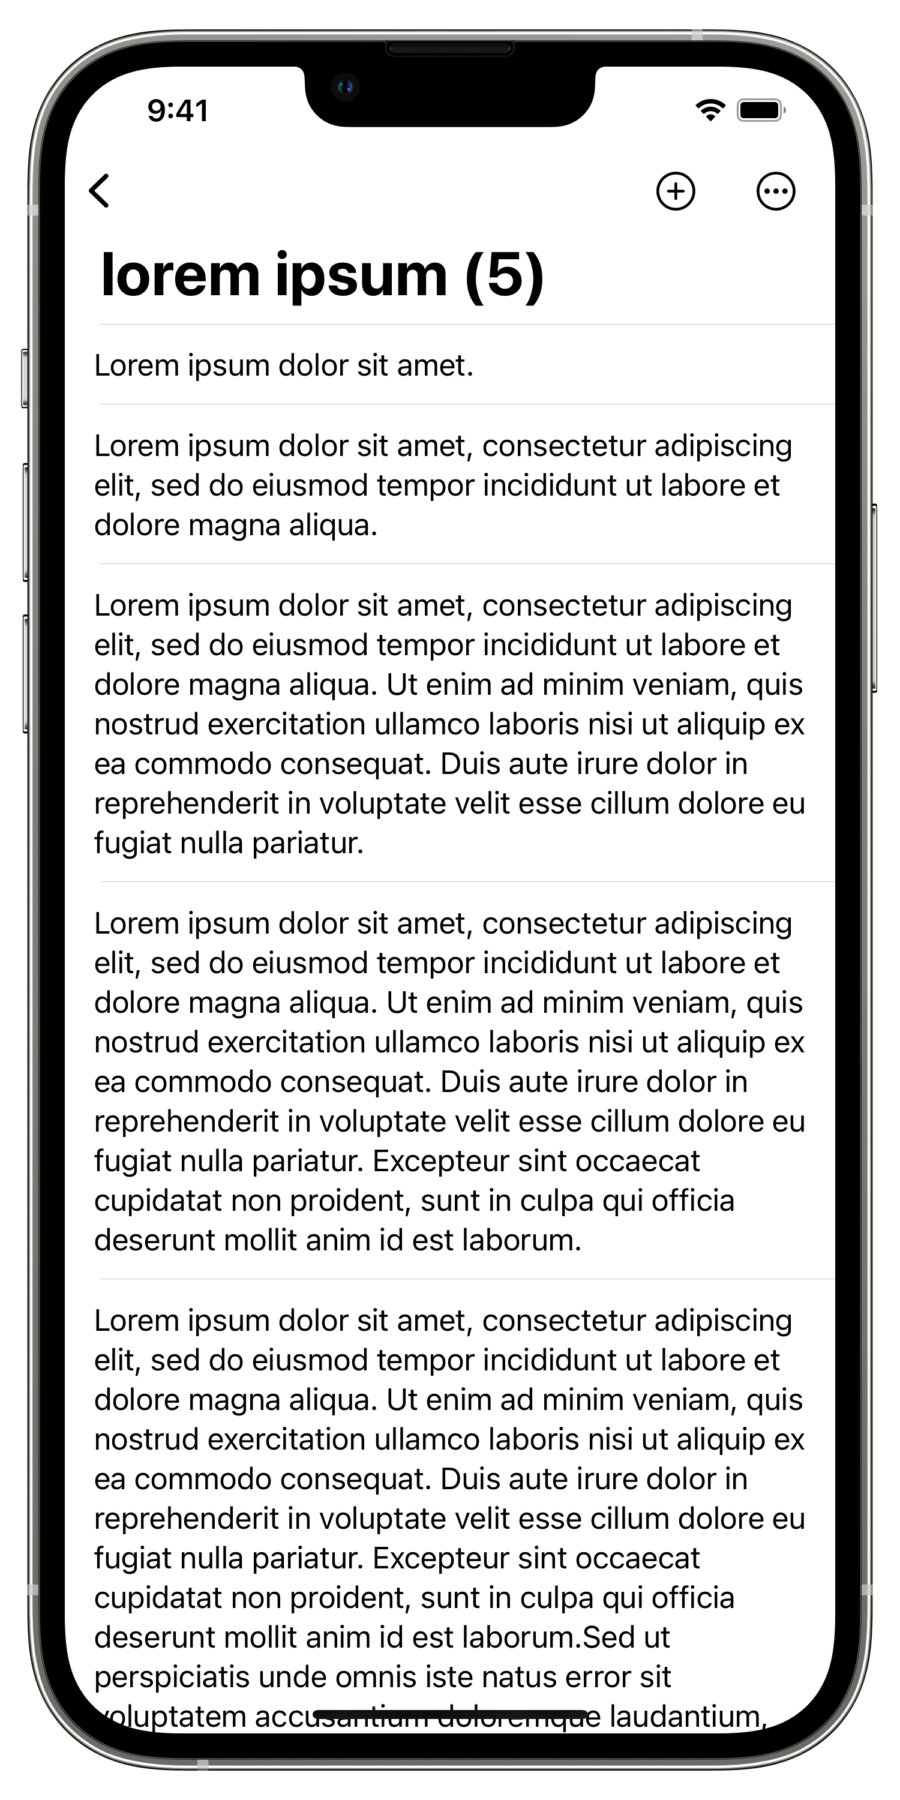 9:41
lorem ipsum (5)
Lorem ipsum dolor sit amet.
Lorem ipsum dolor sit amet, consectetur adipiscing
elit, sed do eiusmod tempor incididunt ut labore et
dolore magna aliqua.
Lorem ipsum dolor sit amet, consectetur adipiscing
elit, sed do eiusmod tempor incididunt ut labore et
dolore magna aliqua. Ut enim ad minim veniam, quis
nostrud exercitation ullamco laboris nisi ut aliquip ex
ea commodo consequat. Duis aute irure dolor in
reprehenderit in voluptate velit esse cillum dolore eu
fugiat nulla pariatur.
Lorem ipsum dolor sit amet, consectetur adipiscing
elit, sed do eiusmod tempor incididunt ut labore et
dolore magna aliqua. Ut enim ad minim veniam, quis
nostrud exercitation ullamco laboris nisi ut aliquip ex
ea commodo consequat. Duis aute irure dolor in
reprehenderit in voluptate velit esse cillum dolore eu
fugiat nulla pariatur. Excepteur sint occaecat
cupidatat non proident, sunt in culpa qui officia
deserunt mollit anim id est laborum.
Lorem ipsum dolor sit amet, consectetur adipiscing
elit, sed do eiusmod tempor incididunt ut labore et
dolore magna aliqua. Ut enim ad minim veniam, quis
nostrud exercitation ullamco laboris nisi ut aliquip ex
ea commodo consequat. Duis aute irure dolor in
reprehenderit in voluptate velit esse cillum dolore eu
fugiat nulla pariatur. Excepteur sint occaecat
cupidatat non proident, sunt in culpa qui officia
deserunt mollit anim id est laborum.Sed ut
perspiciatis unde omnis iste natus error sit
voluptatem accusantium doloremque laudantium,